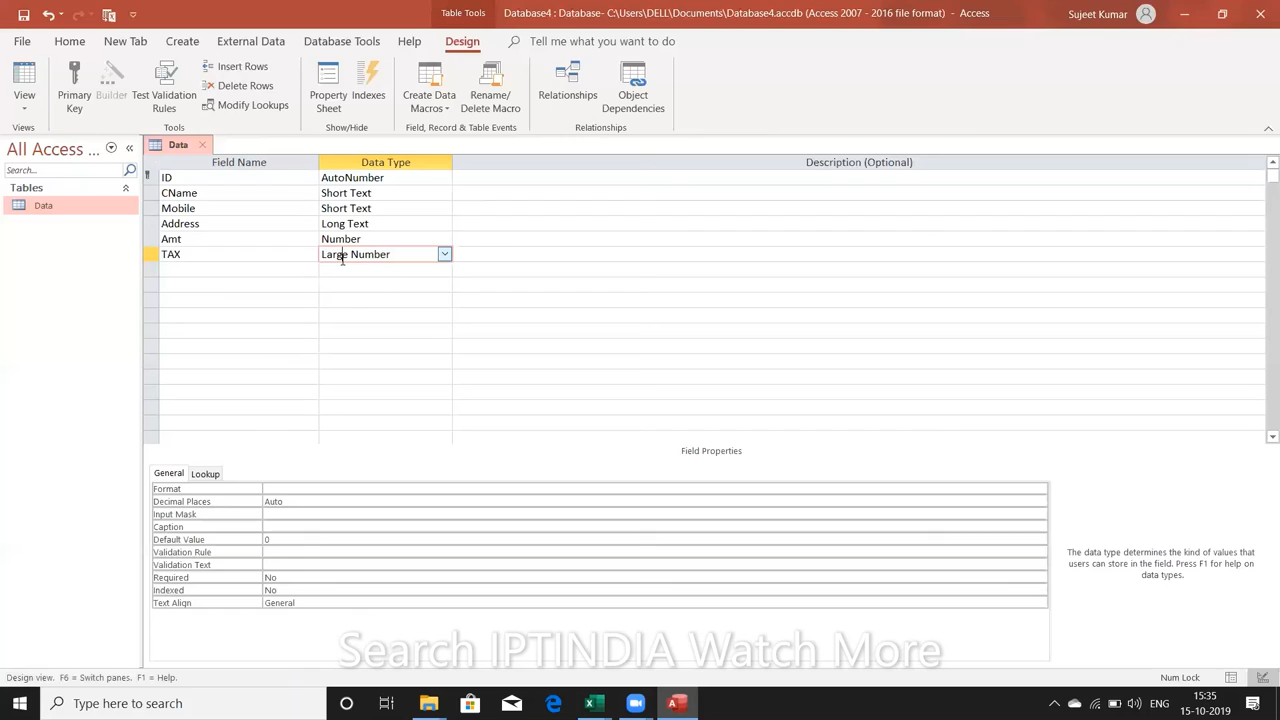 Table Tools
Database4 : Database- C:\Users\DELL\Documents\Database4.accdb (Access 2007 - 2016 file format) - Access
Sujeet Kumar
File Home New Tab Create External Data Database Tools Help Design Tell me what you want to do
View
Primary Key
Builder
Test Validation Rules
Insert Rows
Delete Rows
Modify Lookups
Property Sheet
Indexes
Create Data Macros
Rename/ Delete Macro
Relationships
Object Dependencies
Views Tools Show/Hide Field, Record & Table Events Relationships
All Access ...
Search...
Tables
Data
Data
Field Name Data Type Description (Optional)
ID AutoNumber
CName Short Text
Mobile Short Text
Address Long Text
Amt Number
TAX Large Number
Field Properties
General Lookup
Format
Decimal Places Auto
Input Mask
Caption
Default Value 0
Validation Rule
Validation Text
Required No
Indexed No
Text Align General
The data type determines the kind of values that
users can store in the field. Press F1 for help on
data types.
Search IPTINDIA Watch More
Design view. F6 = Switch panes. F1 = Help.
Num Lock
Type here to search
15:35
15-10-2019